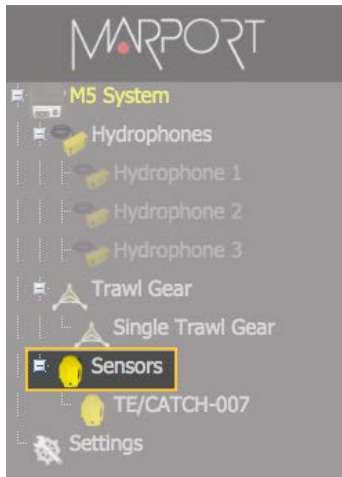 MARPORT
M5 System
Hydrophones
Hydrophone 1
Hydrophone 2
Hydrophone 3
Trawl Gear
Single Trawl Gear
Sensors
TE/CATCH-007
Settings